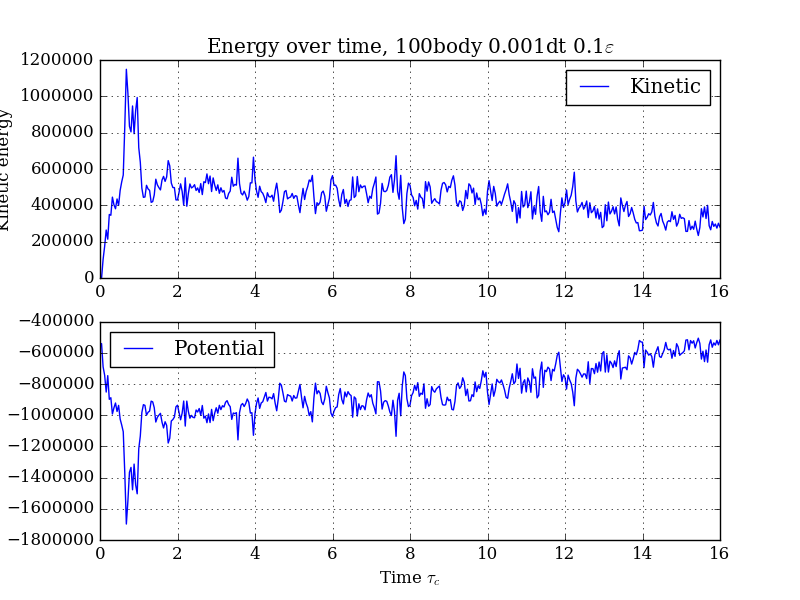 Energy over time, 100body 0.001dt 0.1ε
Kinetic energy
1200000
1000000
800000
600000
400000
200000
0
Kinetic
0 2 4 6 8 10 12 14 16
−400000
−600000
−800000
−1000000
−1200000
−1400000
−1600000
−1800000
Potential
0 2 4 6 8 10 12 14 16
Time τc